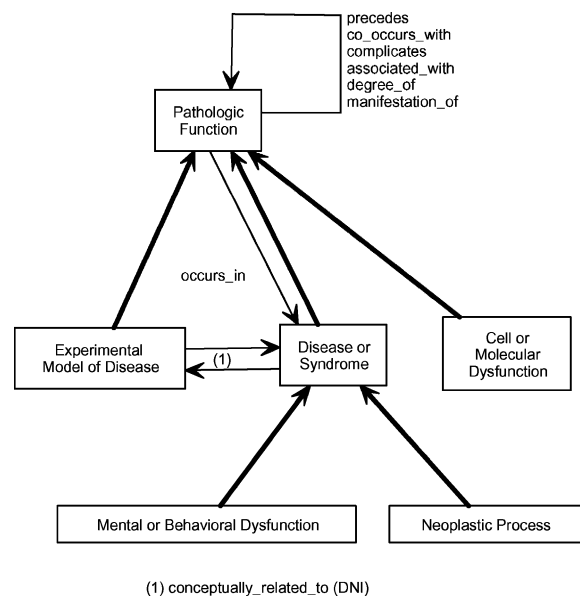 precedes
co_occurs_with
complicates
associated_with
degree_of
manifestation_of
Pathologic
Function
occurs_in
Experimental
Model of Disease
(1)
Disease or
Syndrome
Cell or
Molecular
Dysfunction
Mental or Behavioral Dysfunction
Neoplastic Process
(1) conceptually_related_to (DNI)